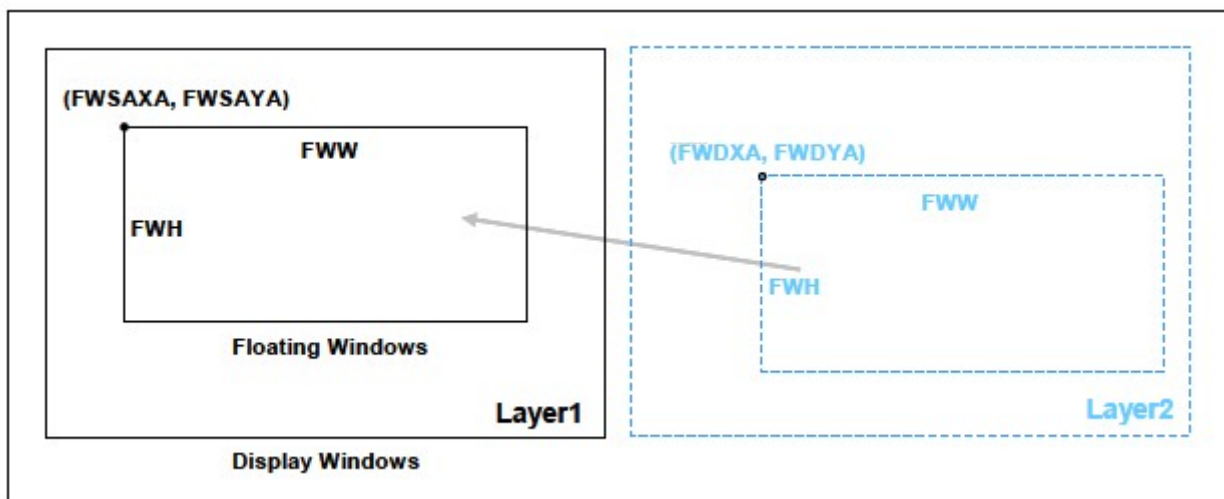 (FWSAXA, FWSAYA)
FWW
FWH
Floating Windows
Layer1
Display Windows
(FWDXA, FWDYA)
FWW
FWH
Layer2